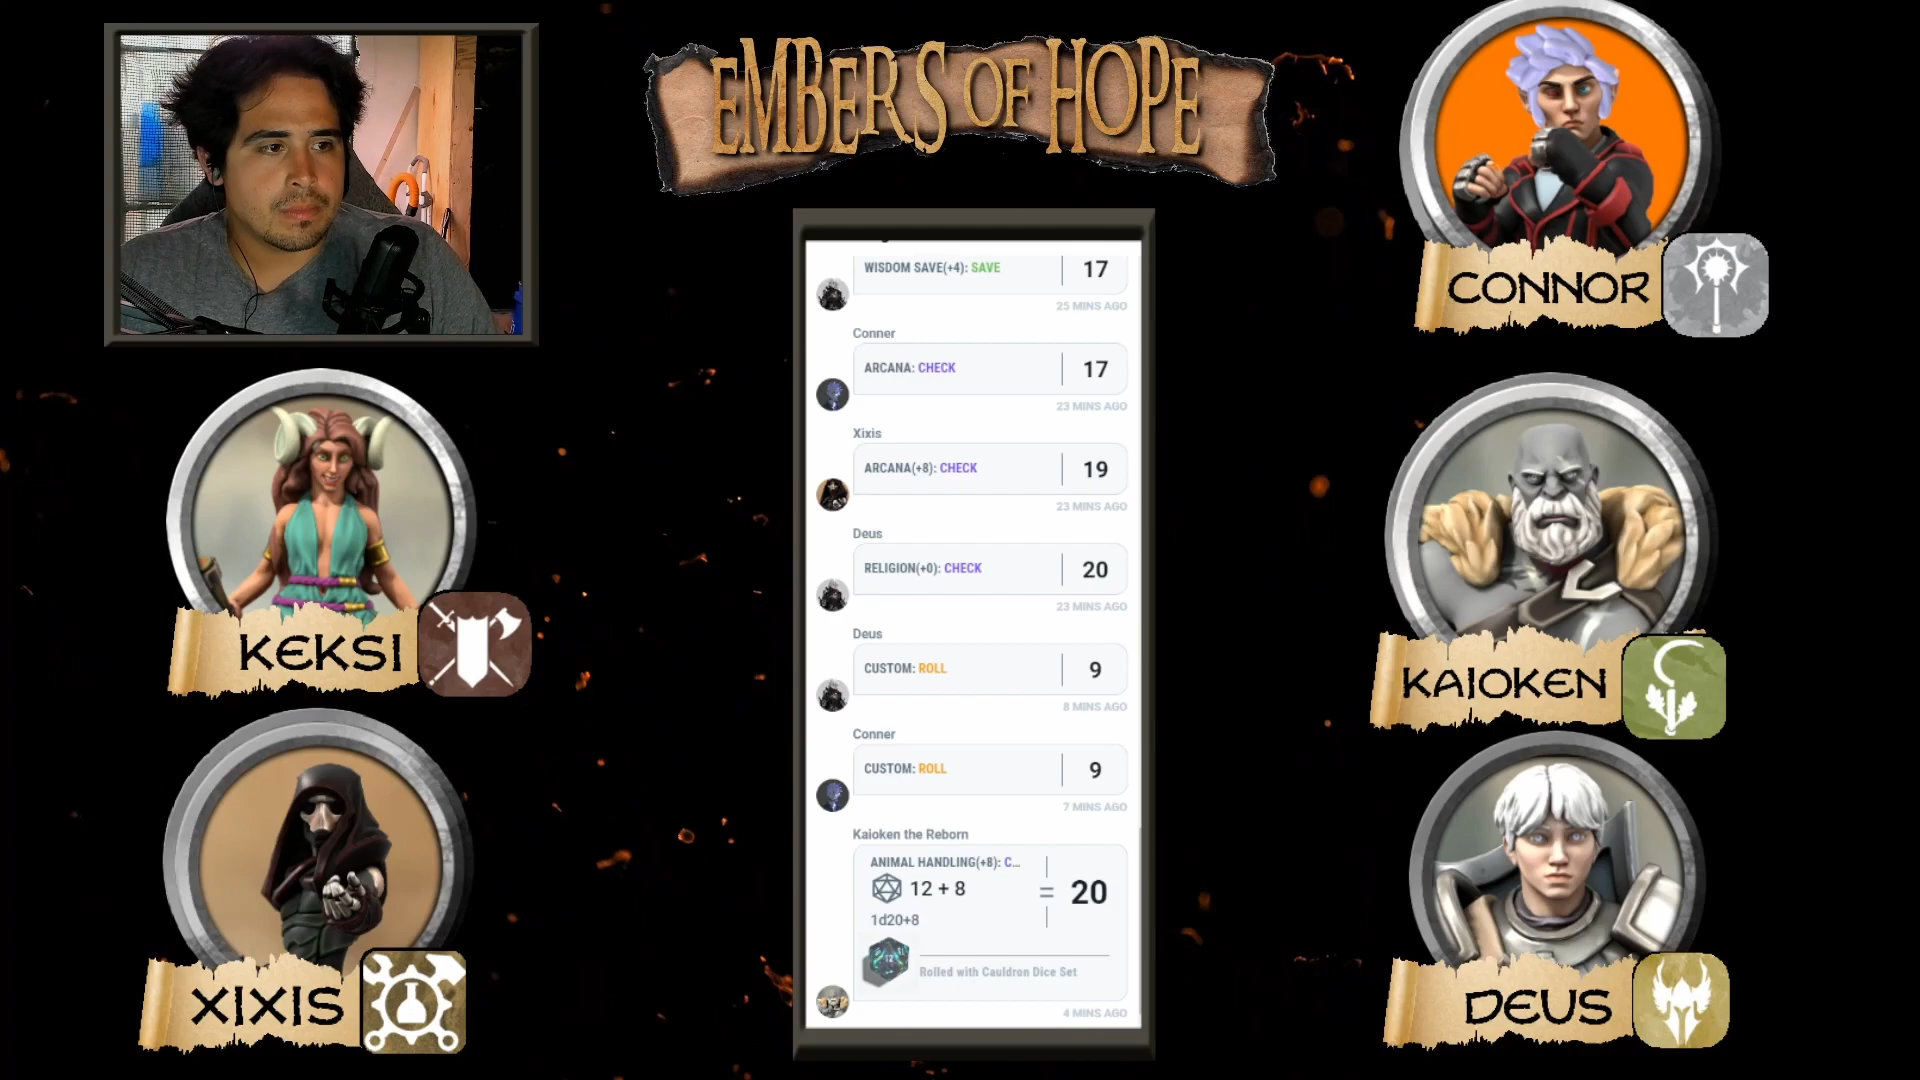 EMBERS OF HOPE
CONNOR
WISDOM SAVE(+4): SAVE 17
25 MINS AGO
Conner
ARCANA: CHECK 17
23 MINS AGO
Xixis
ARCANA(+8): CHECK 19
23 MINS AGO
Deus
RELIGION(+0): CHECK 20
23 MINS AGO
Deus
CUSTOM: ROLL 9
8 MINS AGO
Conner
CUSTOM: ROLL 9
7 MINS AGO
Kaioken the Reborn
ANIMAL HANDLING(+8): C...
12 + 8 = 20
1d20+8
12
Rolled with Cauldron Dice Set
4 MINS AGO
KEKSI
KAIOKEN
XIXIS
DEUS